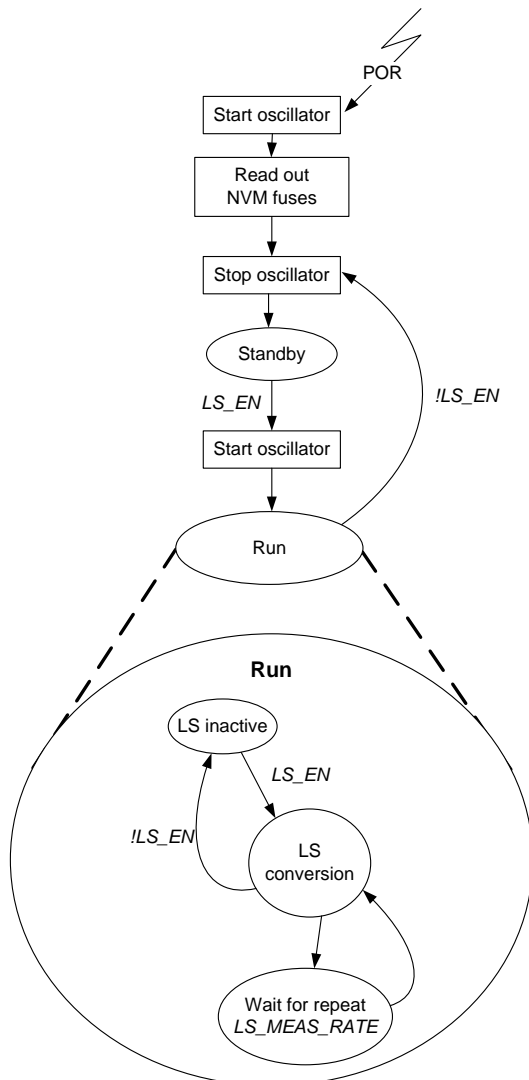 POR
Start oscillator
Read out
NVM fuses
Stop oscillator
Standby
LS_EN
!LS_EN
Start oscillator
Run
Run
LS inactive
LS_EN
!LS_EN
LS
conversion
Wait for repeat
LS_MEAS_RATE